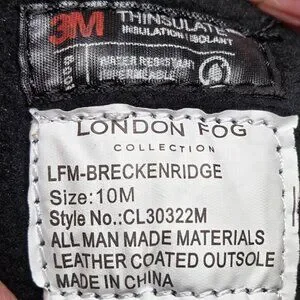 3M THINSULATE
INSULATION ISOLANT
WATER RESISTANT
IMPERMEABLE
LONDON FOG
COLLECTION
LFM-BRECKENRIDGE
Size:10M
Style No.:CL30322M
ALL MAN MADE MATERIALS
LEATHER COATED OUTSOLE
MADE IN CHINA